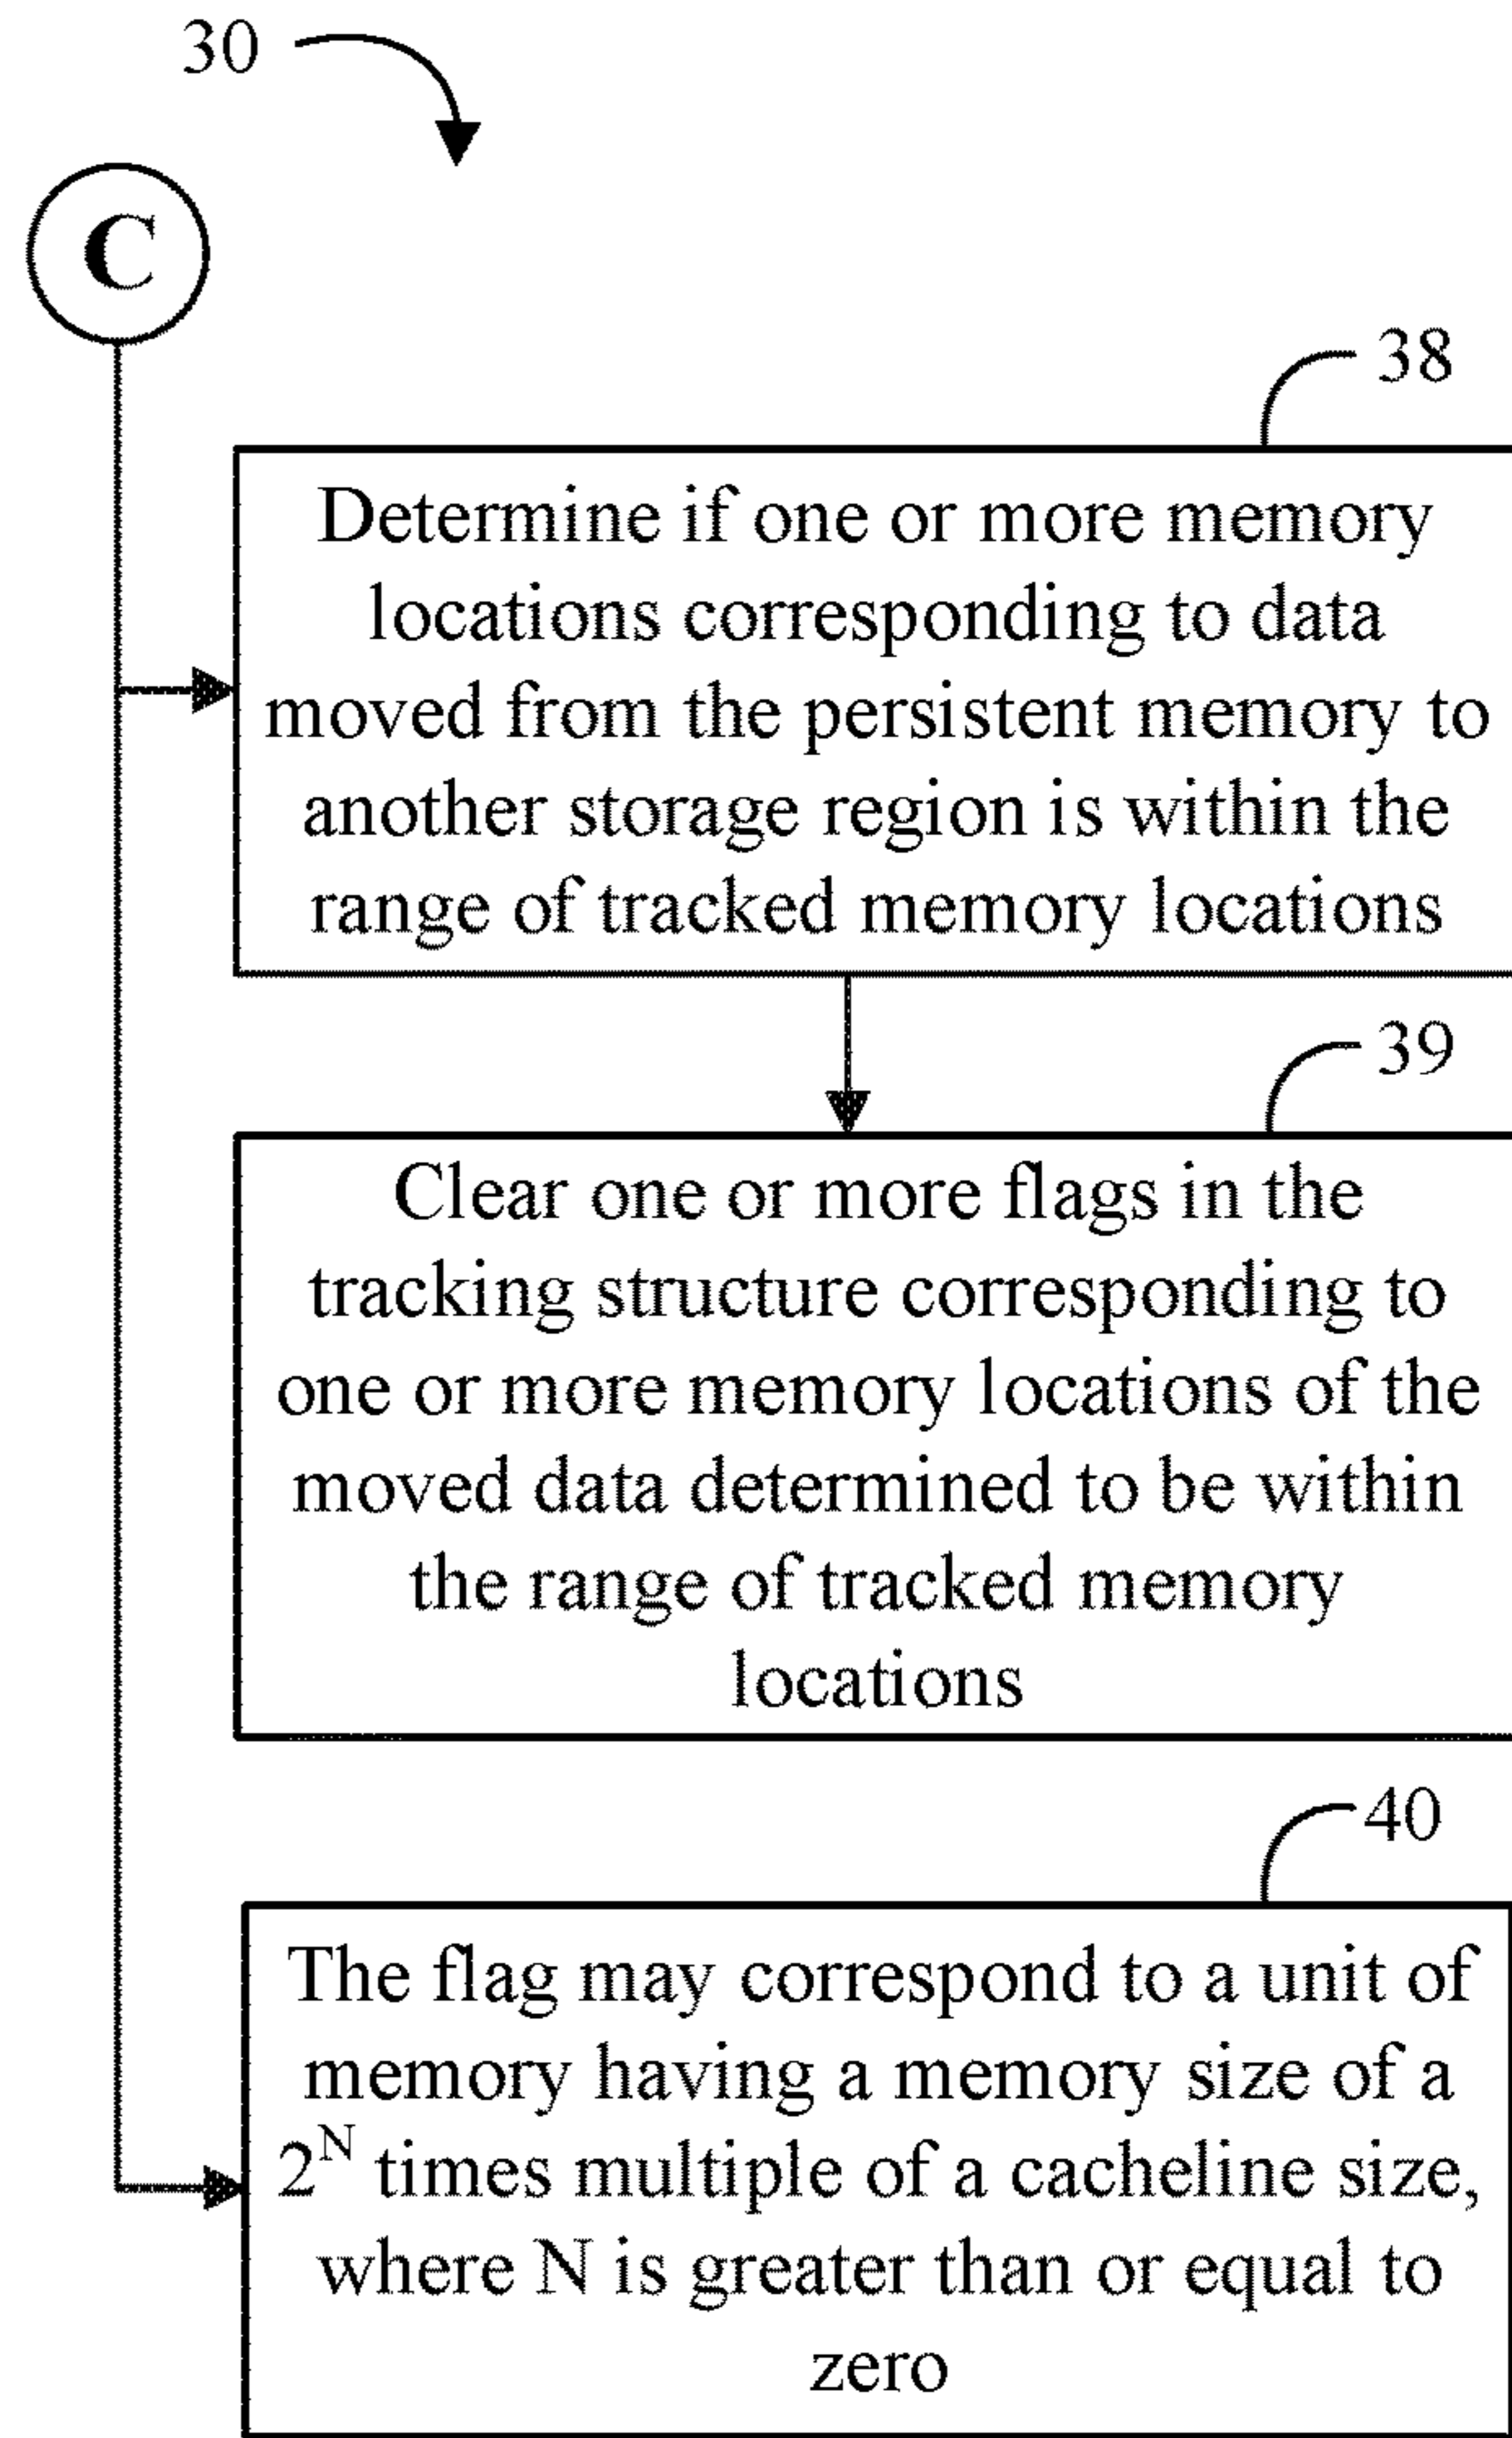 30
C
38
Determine if one or more memory
locations corresponding to data
moved from the persistent memory to
another storage region is within the
range of tracked memory locations
39
Clear one or more flags in the
tracking structure corresponding to
one or more memory locations of the
moved data determined to be within
the range of tracked memory
locations
40
The flag may correspond to a unit of
memory having a memory size of a
2^N times multiple of a cacheline size,
where N is greater than or equal to
zero